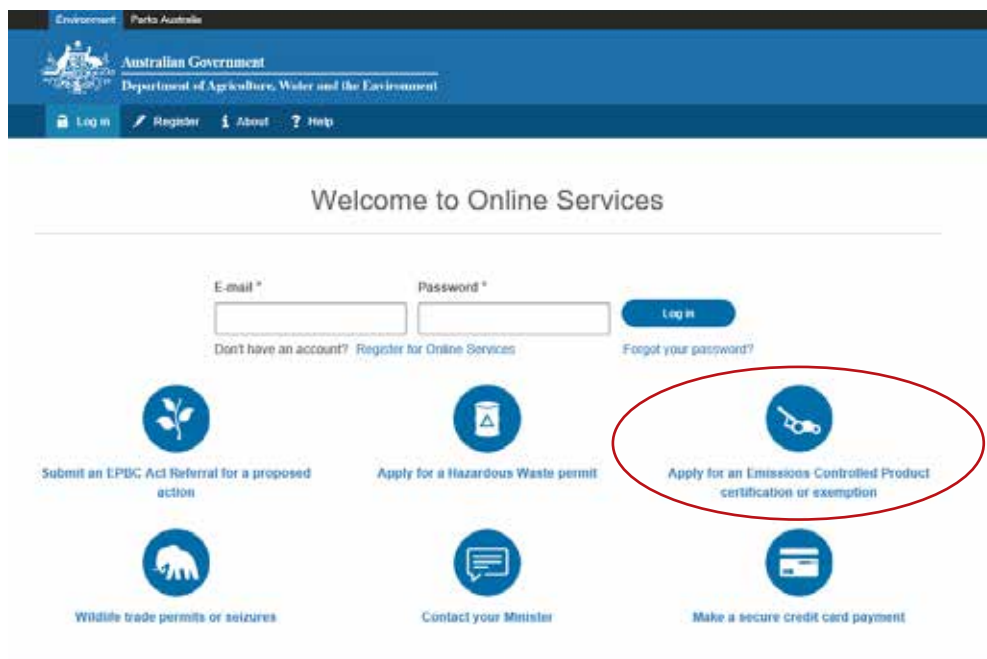 Environment Parks Australia
Australian Government
Department of Agriculture, Water and the Environment
Log in Register About Help
Welcome to Online Services
E-mail * Password *
Log in
Don't have an account? Register for Online Services Forgot your password?
Submit an EPBC Act Referral for a proposed
action
Apply for a Hazardous Waste permit
Apply for an Emissions Controlled Product
certification or exemption
Wildlife trade permits or seizures
Contact your Minister
Make a secure credit card payment